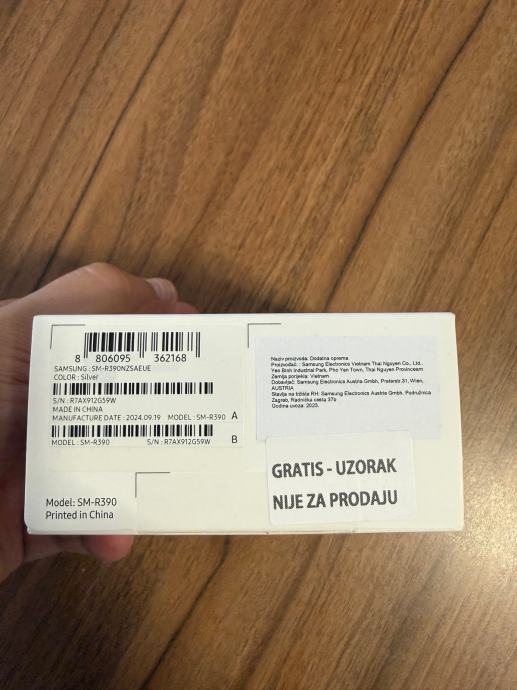 8 806095 362168
SAMSUNG : SM-R390NZSAEUE
COLOR : Silver
S/N : R7AX912G59W
MADE IN CHINA
MANUFACTURE DATE : 2024.09.19 MODEL: SM-R390 A
MODEL : SM-R390 S/N : R7AX912G59W B
Model: SM-R390
Printed in China
Naziv proizvoda: Dodatna oprema
Proizvođač: : Samsung Electronics Vietnam Thai Nguyen Co., Ltd,
Yen Binh Industrial Park, Pho Yen Town, Thai Nguyen Provinceem
Zemlja porijekla: Vietnam
Dobavljač: Samsung Electronics Austria Gmbh, Praterstr.31, Wien,
AUSTRIA
Stavlja na tržište RH: Samsung Electronics Austria Gmbh, Podružnica
Zagreb, Radnička cesta 37b
Godina uvoza: 2023.
GRATIS - UZORAK
NIJE ZA PRODAJU